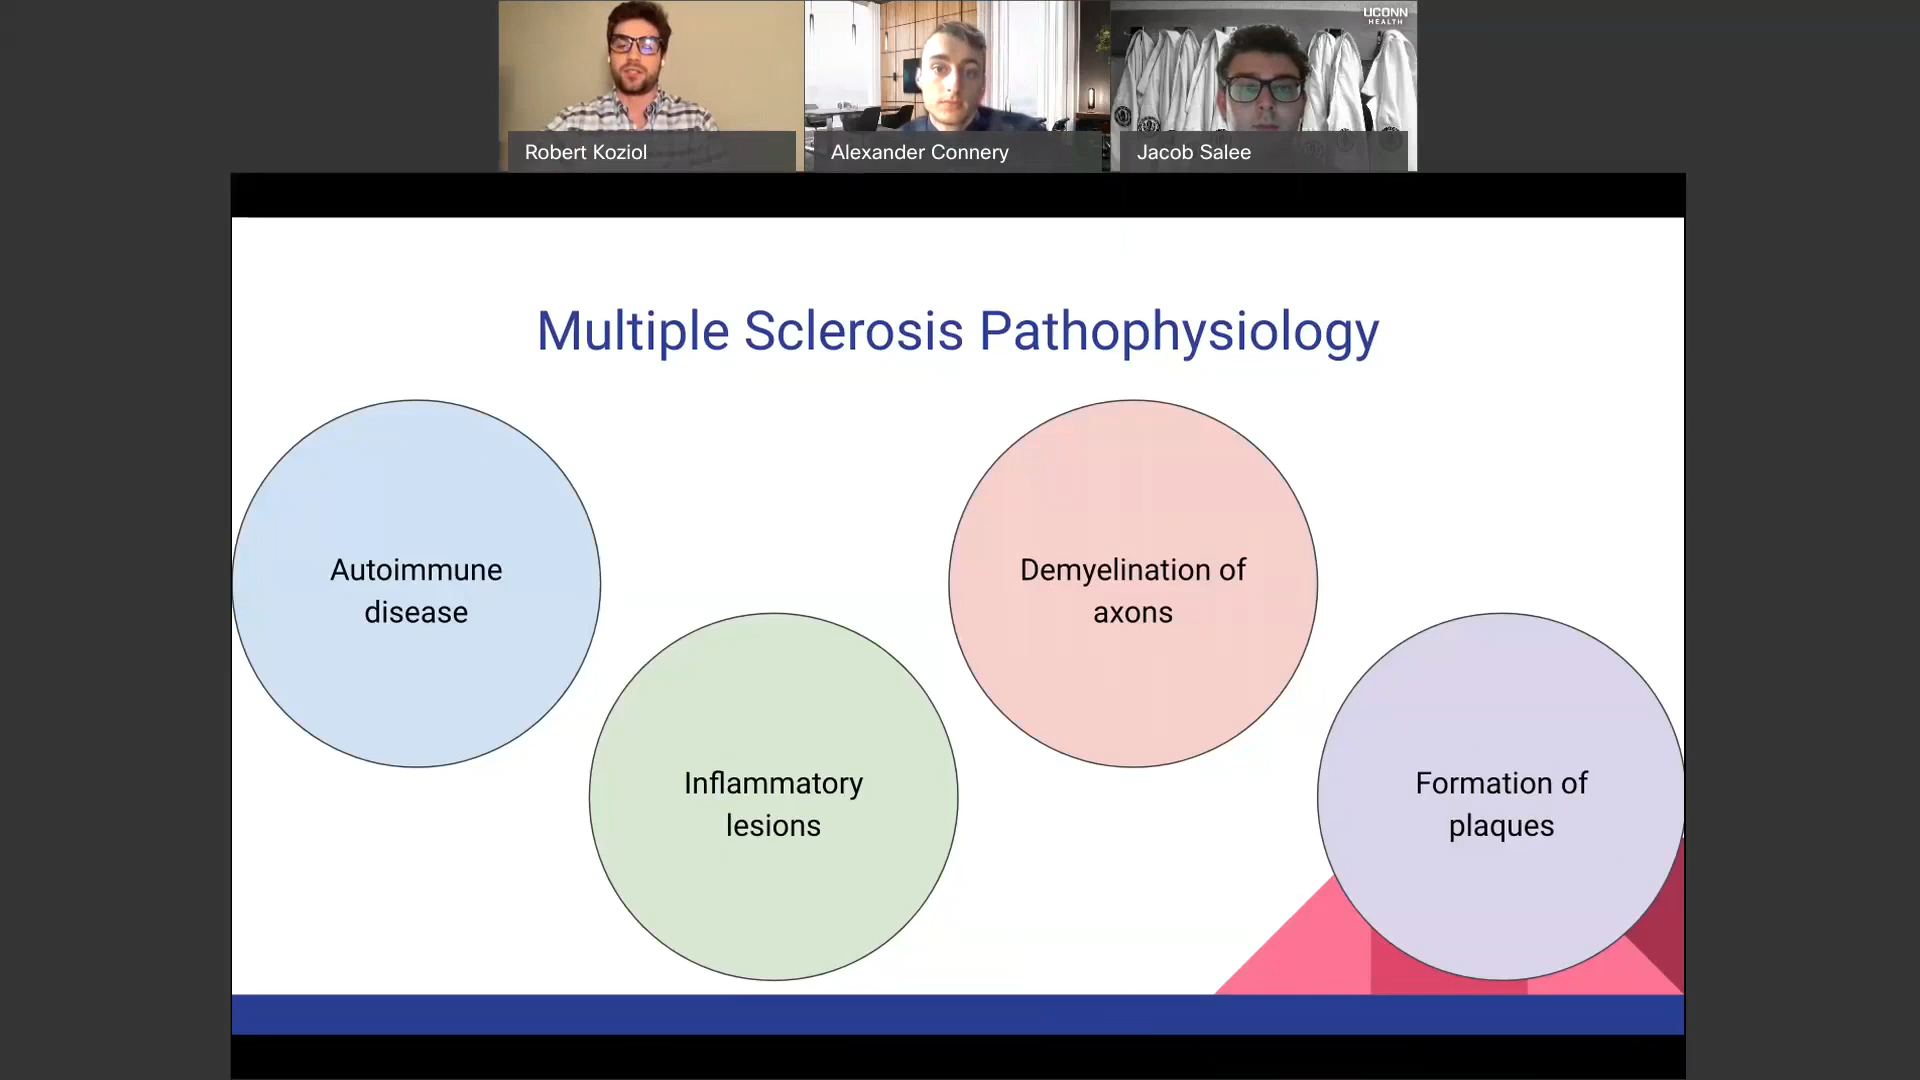 UCONN
HEALTH
Robert Koziol
Alexander Connery
Jacob Salee
Multiple Sclerosis Pathophysiology
Autoimmune
disease
Demyelination of
axons
Inflammatory
lesions
Formation of
plaques